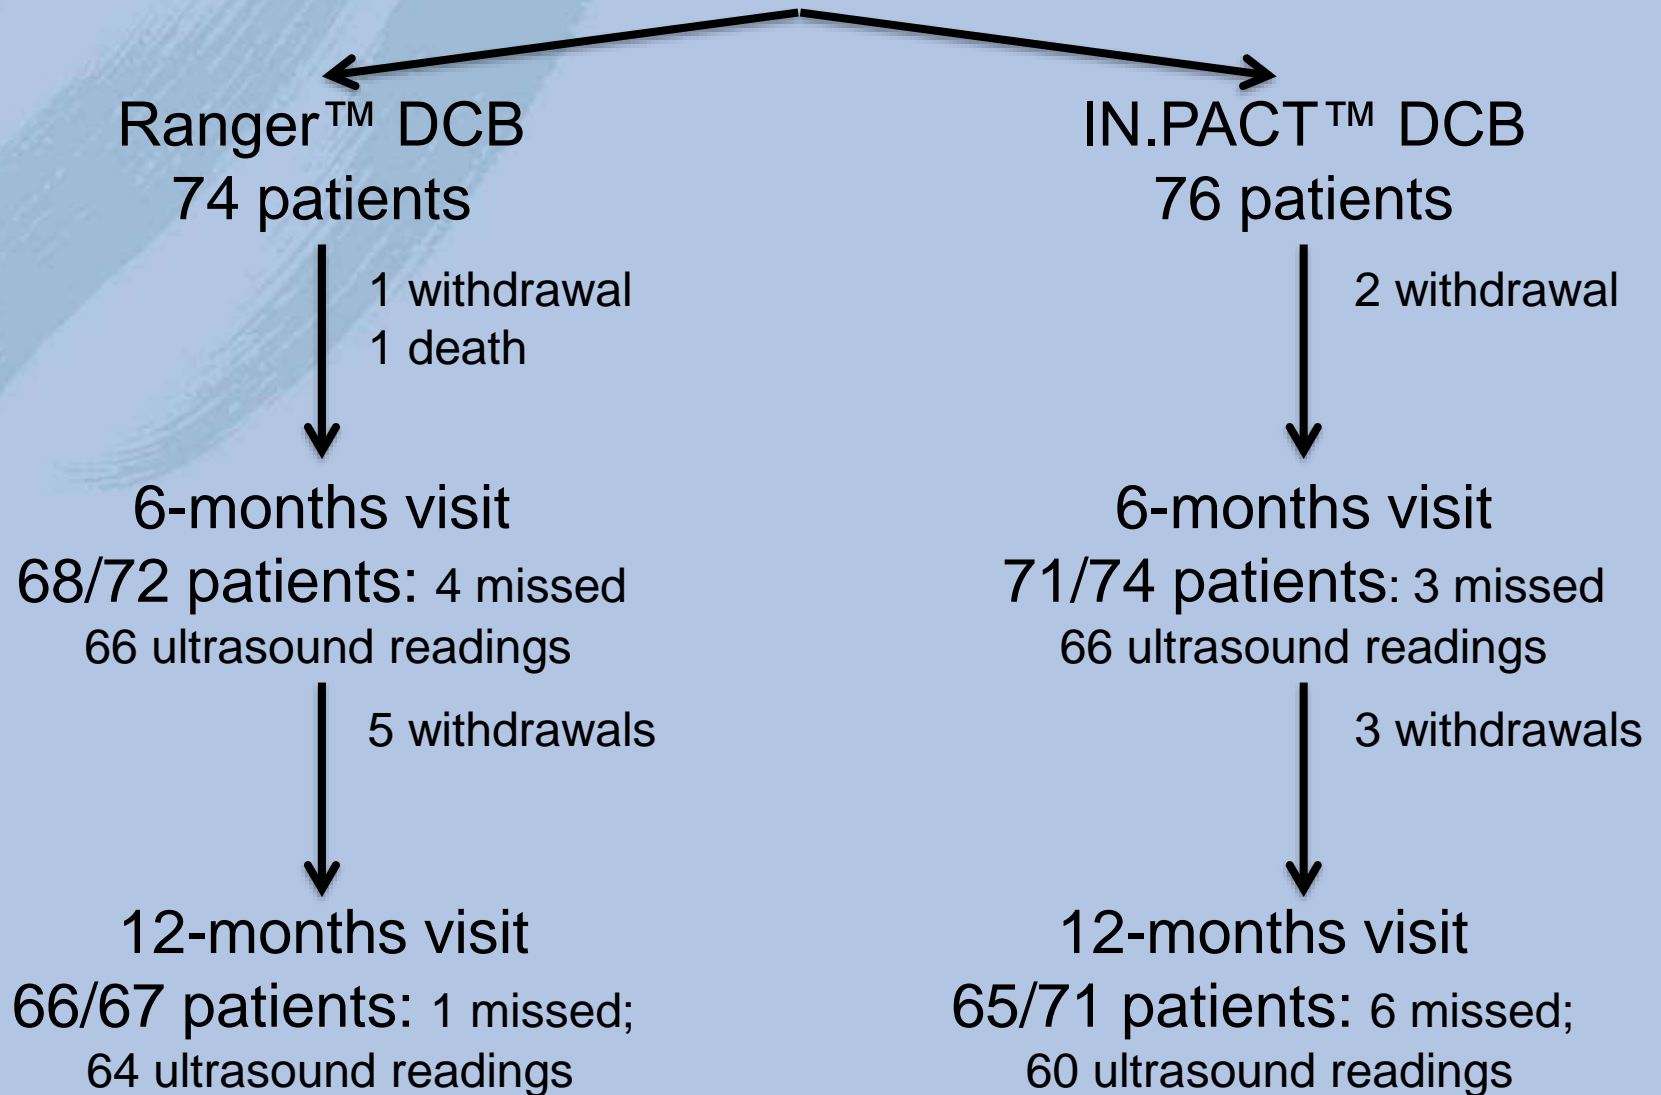 Ranger™ DCB
74 patients
1 withdrawal
1 death
6-months visit
68/72 patients: 4 missed
66 ultrasound readings
5 withdrawals
12-months visit
66/67 patients: 1 missed;
64 ultrasound readings
IN.PACT™ DCB
76 patients
2 withdrawal
6-months visit
71/74 patients: 3 missed
66 ultrasound readings
3 withdrawals
12-months visit
65/71 patients: 6 missed;
60 ultrasound readings